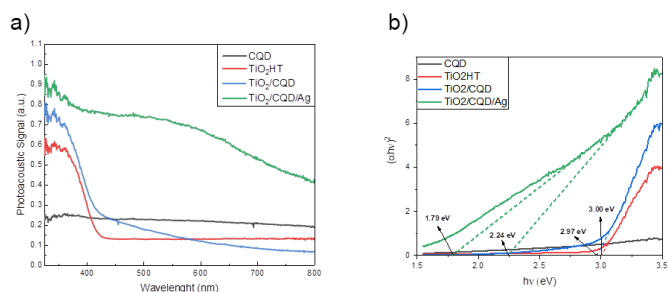 a)
1.1
1.0
0.9
0.8
0.7
0.6
0.5
0.4
0.3
0.2
0.1
0.0
Photoacoustic Signal (a.u.)
400
500
600
700
800
Wavelenght (nm)
CQD
TiO₂HT
TiO₂/CQD
TiO₂/CQD/Ag
b)
8
6
4
2
0
(αhν)²
1.5
2.0
2.5
3.0
3.5
hν (eV)
CQD
TiO2HT
TiO2/CQD
TiO2/CQD/Ag
1.79 eV
2.24 eV
2.97 eV
3.00 eV